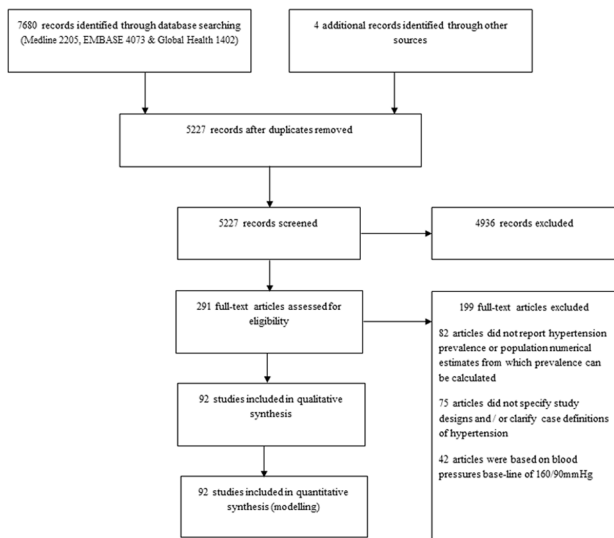 7680 records identified through database searching
(Medline 2205, EMBASE 4073 & Global Health 1402)
4 additional records identified through other
sources
5227 records after duplicates removed
5227 records screened
4936 records excluded
291 full-text articles assessed for
eligibility
199 full-text articles excluded
82 articles did not report hypertension
prevalence or population numerical
estimates from which prevalence can
be calculated
75 articles did not specify study
designs and / or clarify case definitions
of hypertension
42 articles were based on blood
pressures base-line of 160/90mmHg
92 studies included in qualitative
synthesis
92 studies included in quantitative
synthesis (modelling)